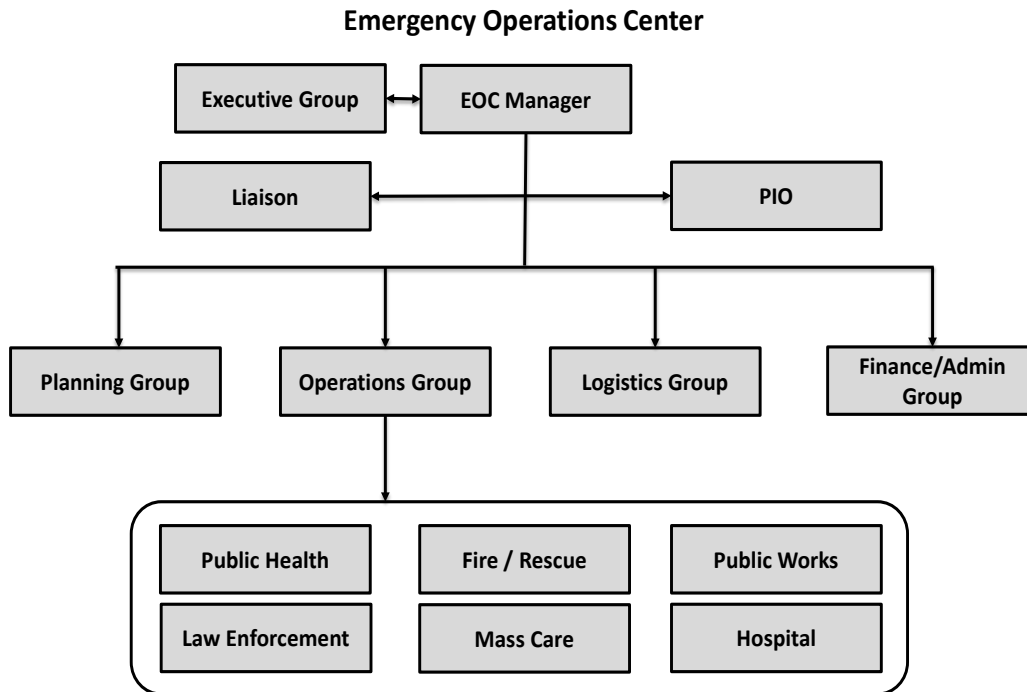 Emergency Operations Center
Executive Group
EOC Manager
Liaison
PIO
Planning Group
Operations Group
Logistics Group
Finance/Admin
Group
Public Health
Fire / Rescue
Public Works
Law Enforcement
Mass Care
Hospital